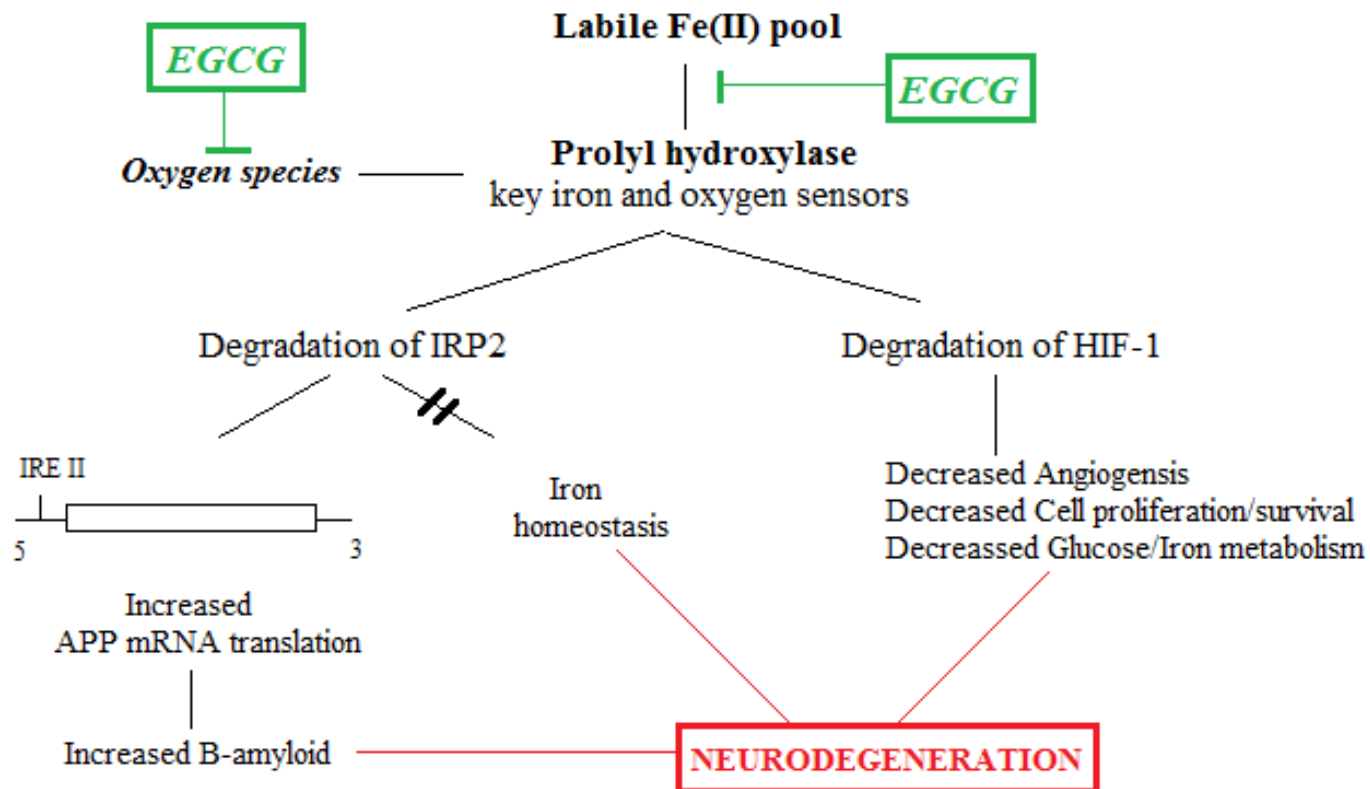 Labile Fe(II) pool
EGCG
EGCG
Oxygen species
Prolyl hydroxylase
key iron and oxygen sensors
Degradation of IRP2
Degradation of HIF-1
IRE II
5
3
Iron
homeostasis
Decreased Angiogensis
Decreased Cell proliferation/survival
Decreassed Glucose/Iron metabolism
Increased
APP mRNA translation
Increased B-amyloid
NEURODEGENERATION